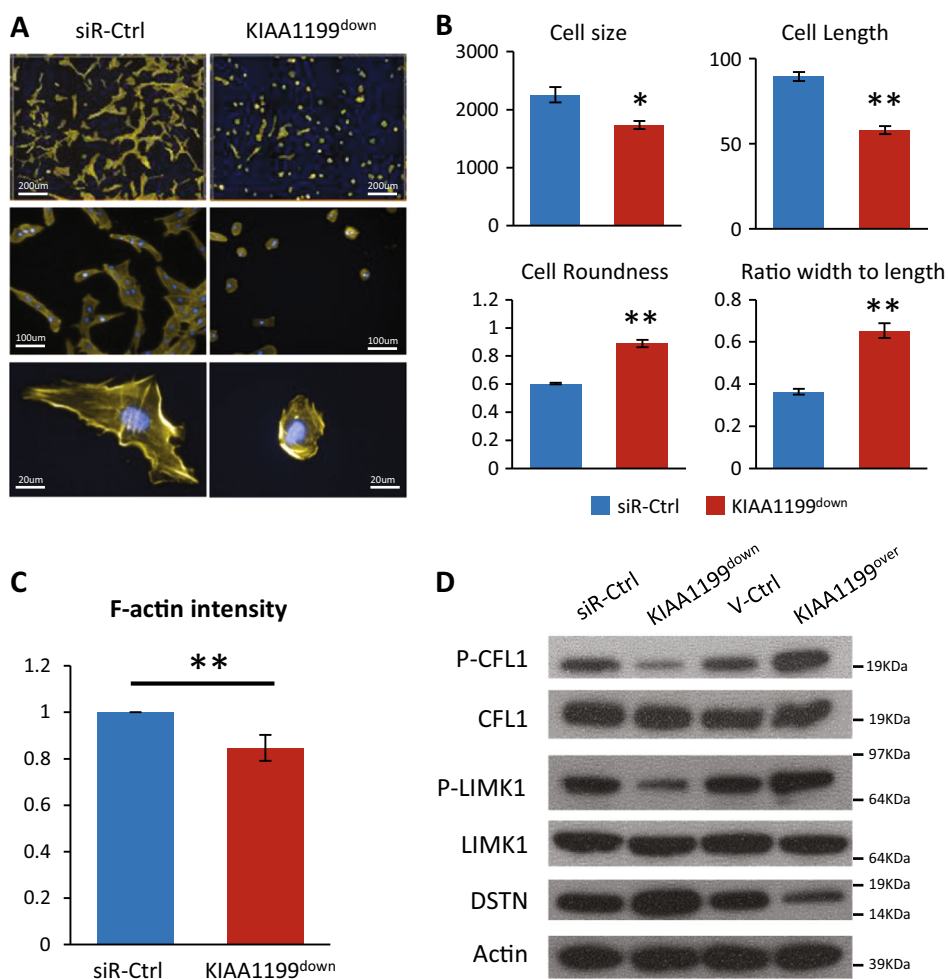 A
siR-Ctrl KIAA1199down
200um 200um
100um 100um
20um 20um
B
Cell size
3000
2000
1000
0
*
Cell Length
100
50
0
**
Cell Roundness
1.2
1
0.8
0.6
0.4
0.2
0
**
Ratio width to length
0.8
0.6
0.4
0.2
0
**
siR-Ctrl KIAA1199down
C
F-actin intensity
1.2
1
0.8
0.6
0.4
0.2
0
**
siR-Ctrl KIAA1199down
D
siR-Ctrl KIAA1199down V-Ctrl KIAA1199over
P-CFL1 19KDa
CFL1 19KDa
97KDa
P-LIMK1 64KDa
LIMK1 64KDa
19KDa
DSTN 14KDa
Actin 39KDa